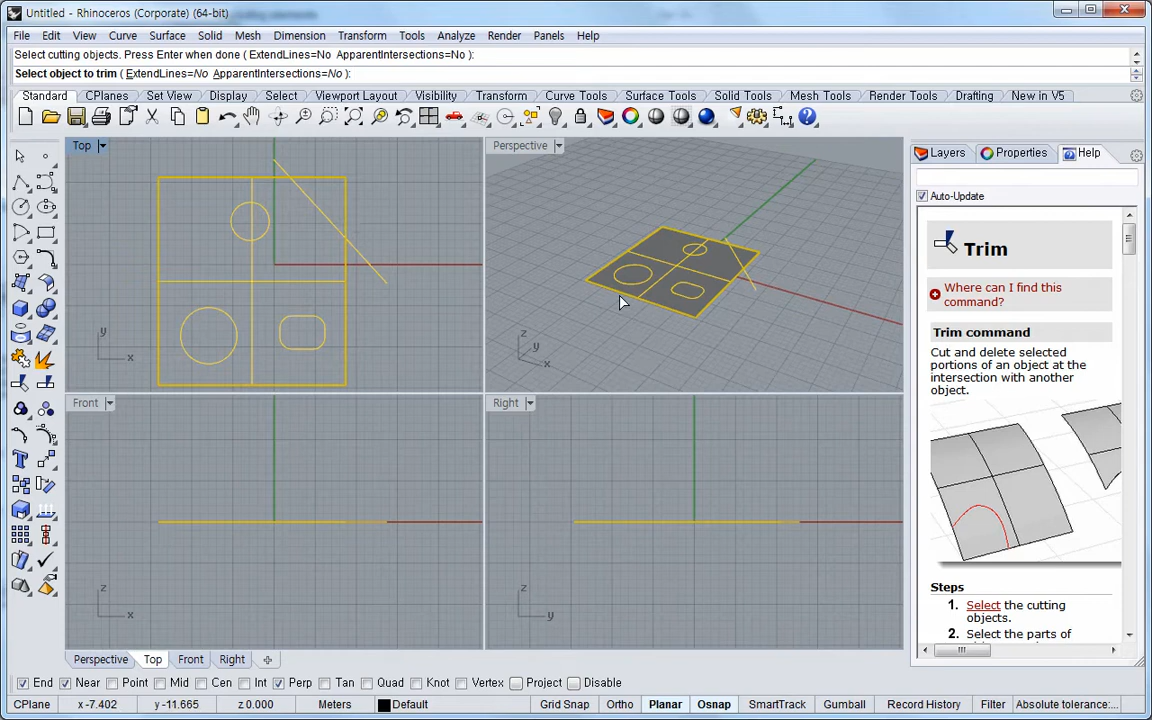 Untitled - Rhinoceros (Corporate) (64-bit)
File Edit View Curve Surface Solid Mesh Dimension Transform Tools Analyze Render Panels Help
Select cutting objects. Press Enter when done ( ExtendLines=No ApparentIntersections=No ):
Select object to trim ( ExtendLines=No ApparentIntersections=No ):
Standard CPlanes Set View Display Select Viewport Layout Visibility Transform Curve Tools Surface Tools Solid Tools Mesh Tools Render Tools Drafting New in V5
Top
Perspective
Layers Properties Help
Auto-Update
Trim
Where can I find this
command?
Trim command
Cut and delete selected
portions of an object at the
intersection with another
object.
y
x
z
y
x
Front
Right
z
x
z
y
Steps
1. Select the cutting
objects.
2. Select the parts of
Perspective Top Front Right
End Near Point Mid Cen Int Perp Tan Quad Knot Vertex Project Disable
CPlane x -7.402 y -11.665 z 0.000 Meters Default Grid Snap Ortho Planar Osnap SmartTrack Gumball Record History Filter Absolute tolerance:...